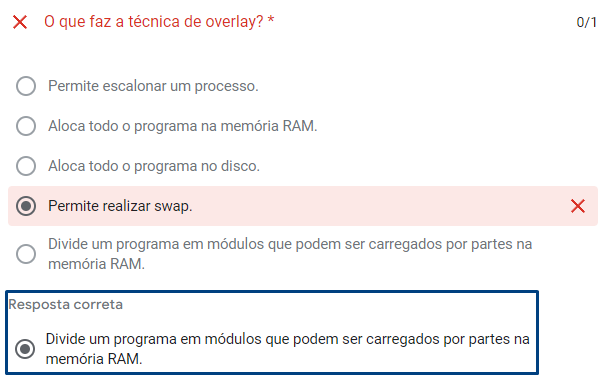 O que faz a técnica de overlay? *
0/1
Permite escalonar um processo.
Aloca todo o programa na memória RAM.
Aloca todo o programa no disco.
Permite realizar swap.
Divide um programa em módulos que podem ser carregados por partes na
memória RAM.
Resposta correta
Divide um programa em módulos que podem ser carregados por partes na
memória RAM.